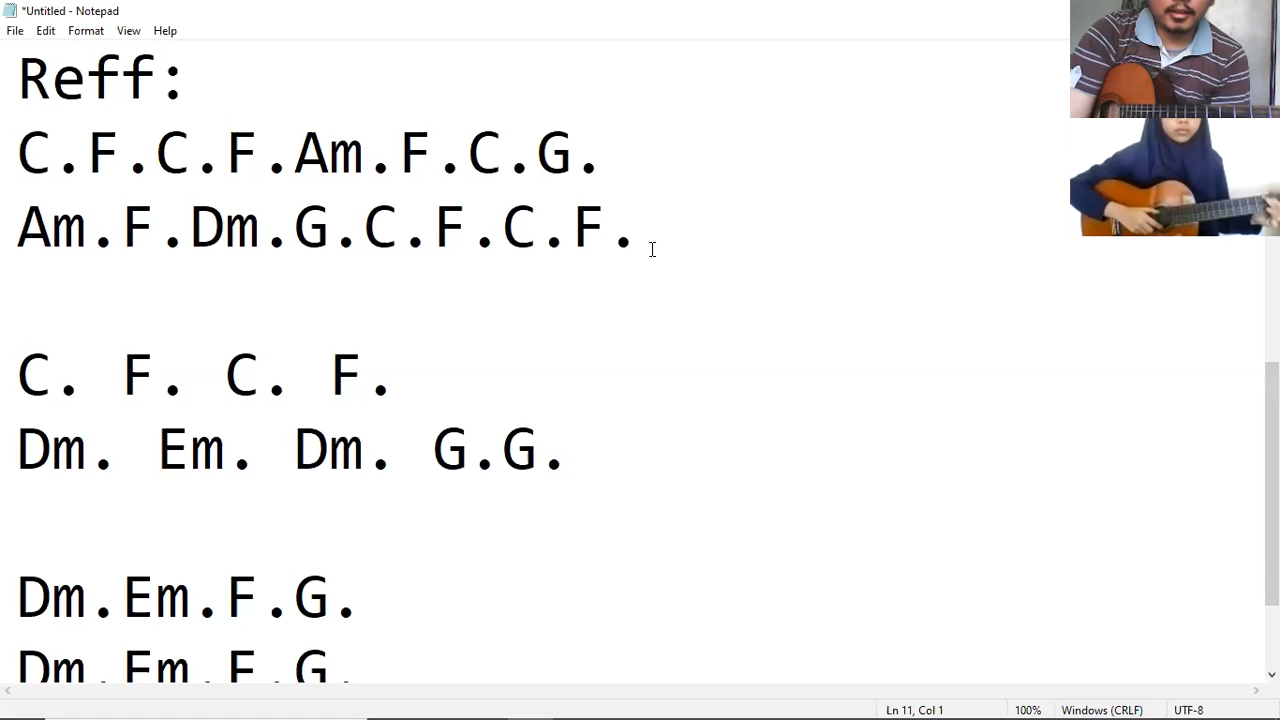 *Untitled - Notepad
File Edit Format View Help
Reff:
C.F.C.F.Am.F.C.G.
Am.F.Dm.G.C.F.C.F.
C. F. C. F.
Dm. Em. Dm. G.G.
Dm.Em.F.G.
Dm.Em.F.G.
Ln 11, Col 1 100% Windows (CRLF) UTF-8